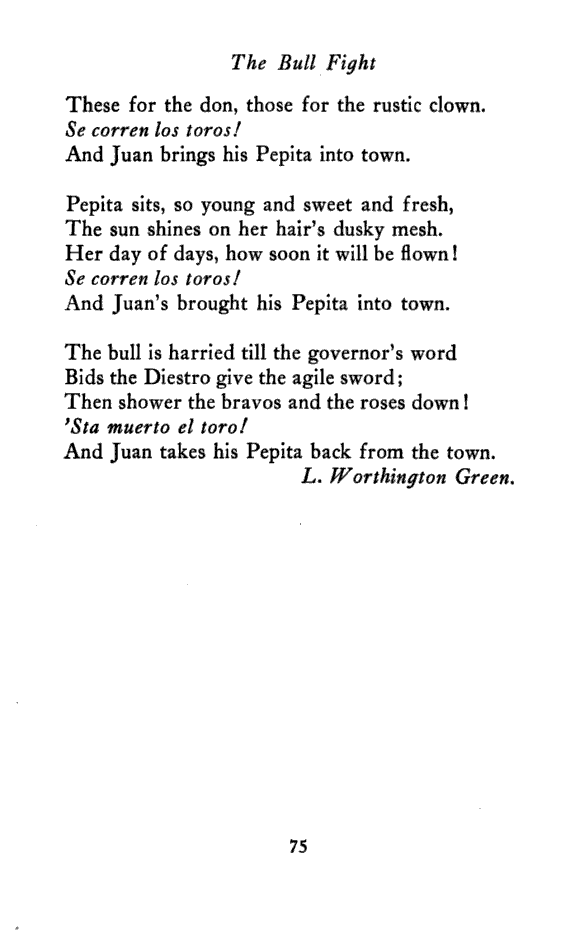 The Bull Fight
These for the don, those for the rustic clown.
Se corren los toros!
And Juan brings his Pepita into town.
Pepita sits, so young and sweet and fresh,
The sun shines on her hair's dusky mesh.
Her day of days, how soon it will be flown!
Se corren los toros!
And Juan's brought his Pepita into town.
The bull is harried till the governor's word
Bids the Diestro give the agile sword;
Then shower the bravos and the roses down!
'Sta muerto el toro!
And Juan takes his Pepita back from the town.
L. Worthington Green.
75